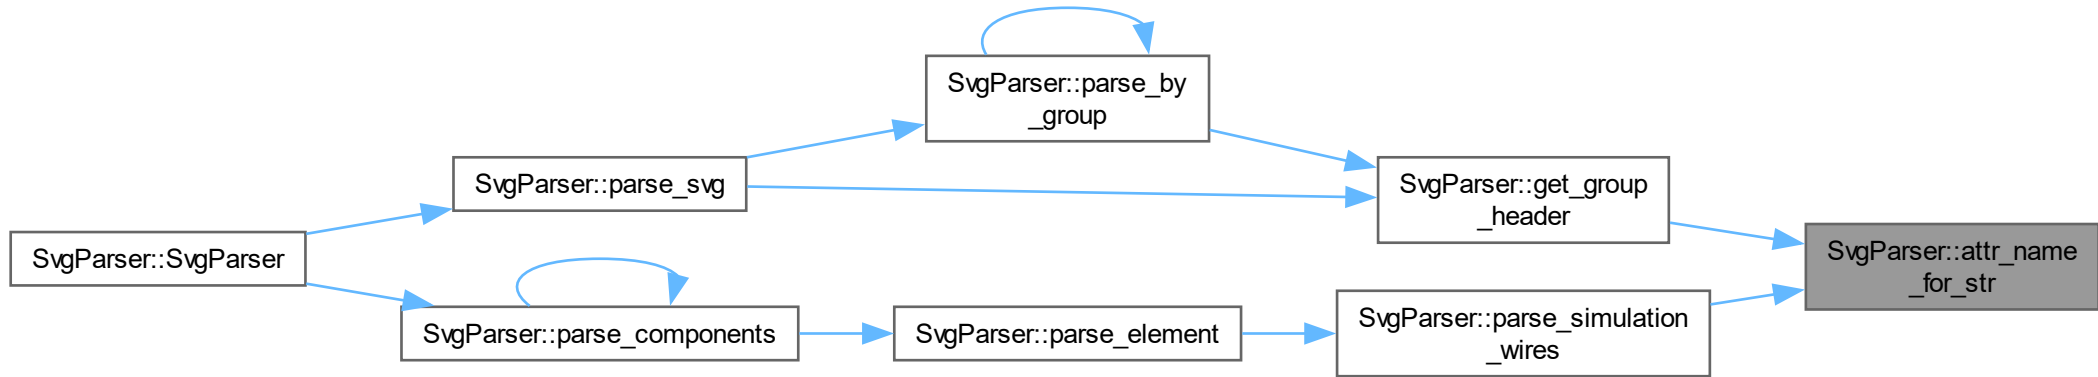 SvgParser::parse_by
_group
SvgParser::parse_svg
SvgParser::get_group
_header
SvgParser::SvgParser
SvgParser::attr_name
_for_str
SvgParser::parse_components
SvgParser::parse_element
SvgParser::parse_simulation
_wires